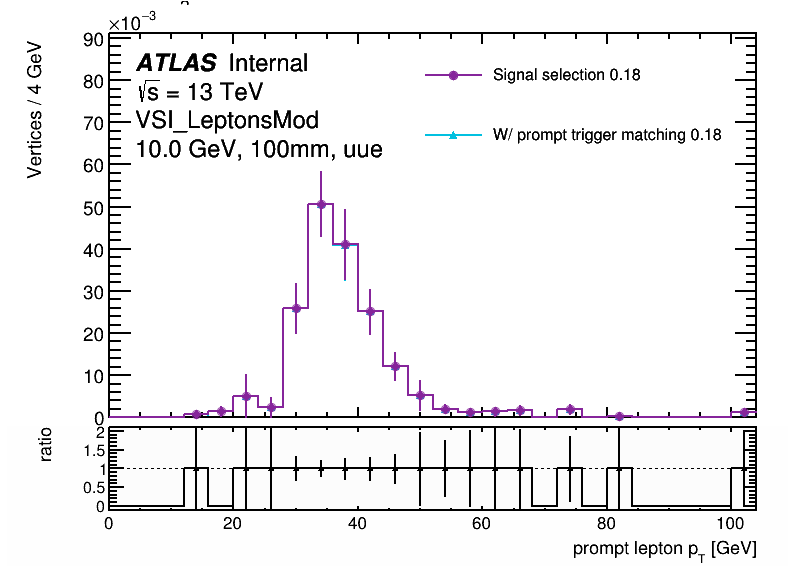 ×10⁻³
90
80
70
60
50
40
30
20
10
0
Vertices / 4 GeV
ATLAS Internal
√s = 13 TeV
VSI_LeptonsMod
10.0 GeV, 100mm, uue
Signal selection 0.18
W/ prompt trigger matching 0.18
2
1.5
1
0.5
0
ratio
0 20 40 60 80 100
prompt lepton p_T [GeV]